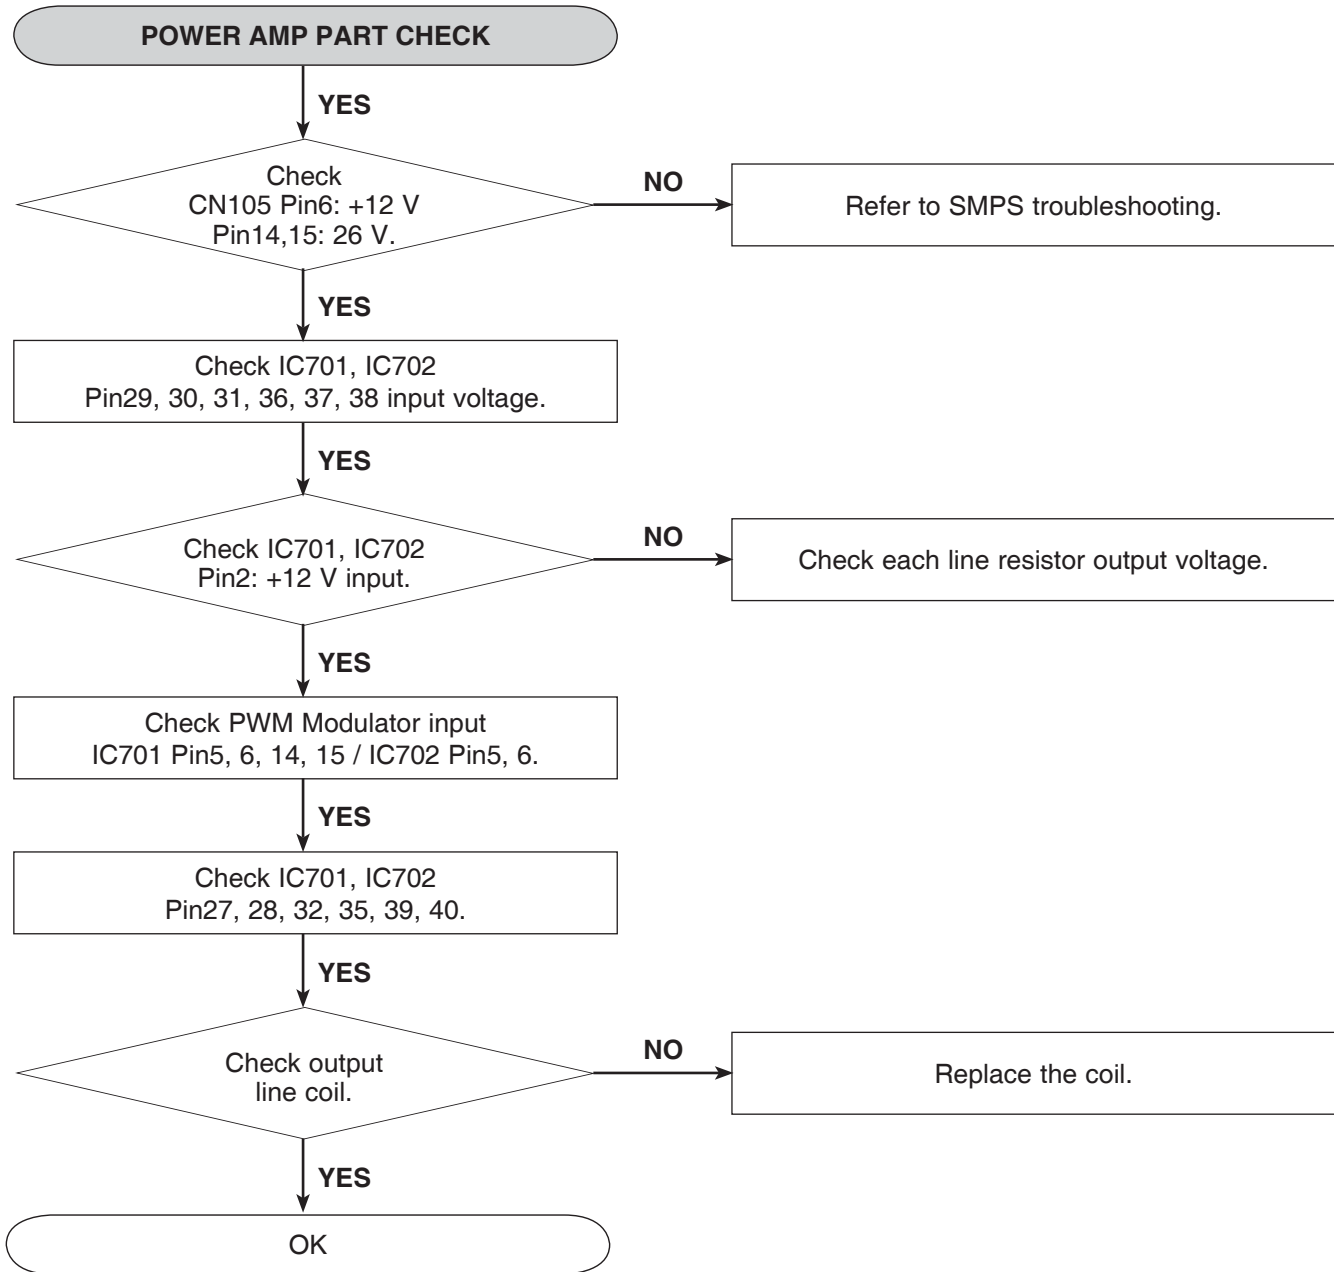 POWER AMP PART CHECK
YES
Check
CN105 Pin6: +12 V
Pin14,15: 26 V.
NO
Refer to SMPS troubleshooting.
YES
Check IC701, IC702
Pin29, 30, 31, 36, 37, 38 input voltage.
YES
Check IC701, IC702
Pin2: +12 V input.
NO
Check each line resistor output voltage.
YES
Check PWM Modulator input
IC701 Pin5, 6, 14, 15 / IC702 Pin5, 6.
YES
Check IC701, IC702
Pin27, 28, 32, 35, 39, 40.
YES
Check output
line coil.
NO
Replace the coil.
YES
OK